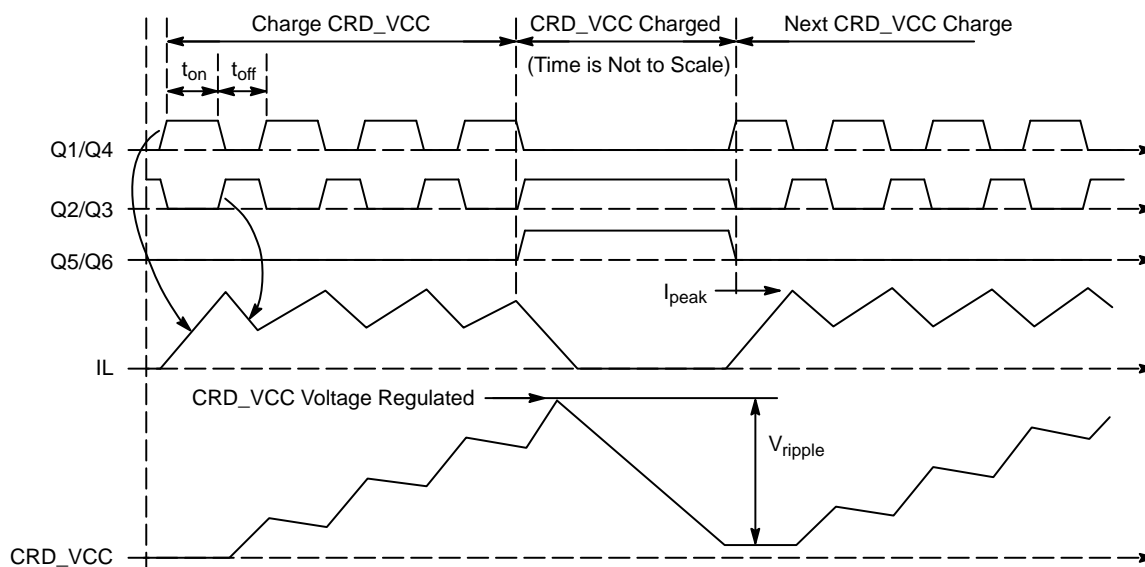 Charge CRD_VCC
CRD_VCC Charged
Next CRD_VCC Charge
(Time is Not to Scale)
ton
toff
Q1/Q4
Q2/Q3
Q5/Q6
Ipeak
IL
CRD_VCC Voltage Regulated
Vripple
CRD_VCC